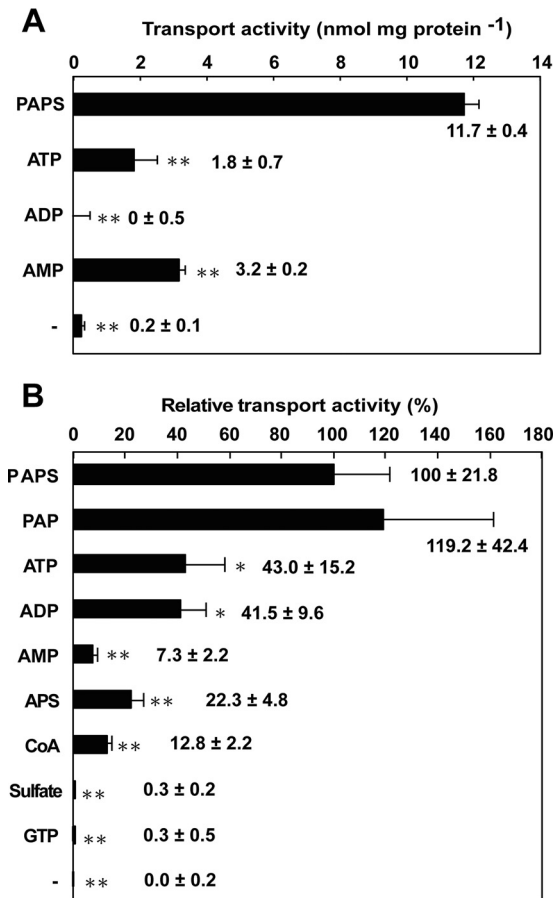 A
Transport activity (nmol mg protein -1)
0 2 4 6 8 10 12 14
PAPS 11.7 ± 0.4
ATP ** 1.8 ± 0.7
ADP ** 0 ± 0.5
AMP ** 3.2 ± 0.2
- ** 0.2 ± 0.1
B
Relative transport activity (%)
0 20 40 60 80 100 120 140 160 180
PAPS 100 ± 21.8
PAP 119.2 ± 42.4
ATP * 43.0 ± 15.2
ADP * 41.5 ± 9.6
AMP ** 7.3 ± 2.2
APS ** 22.3 ± 4.8
CoA ** 12.8 ± 2.2
Sulfate ** 0.3 ± 0.2
GTP ** 0.3 ± 0.5
- ** 0.0 ± 0.2